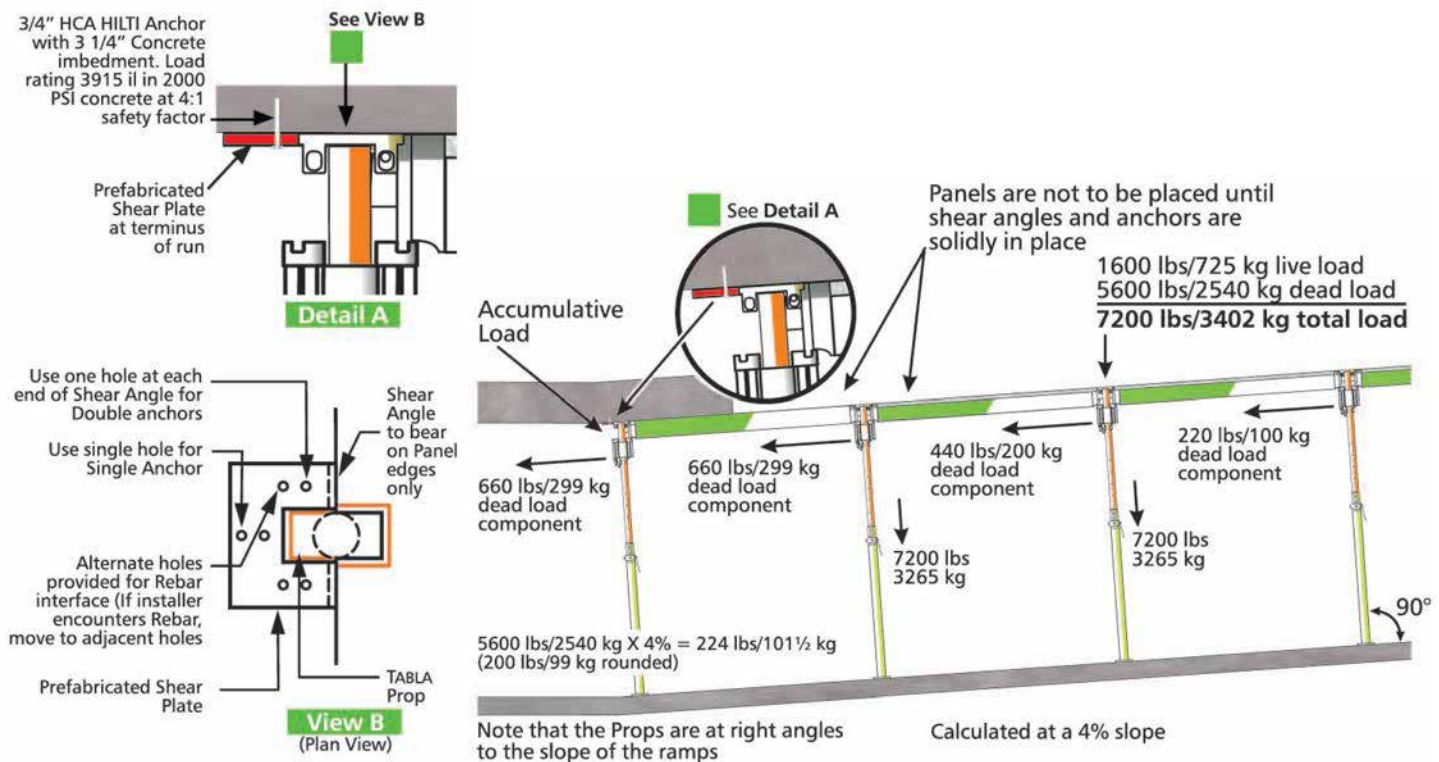 3/4" HCA HILTI Anchor
with 3 1/4" Concrete
imbedment. Load
rating 3915 il in 2000
PSI concrete at 4:1
safety factor
See View B
Prefabricated
Shear Plate
at terminus
of run
Detail A
Use one hole at each
end of Shear Angle for
Double anchors
Use single hole for
Single Anchor
Shear
Angle
to bear
on Panel
edges
only
Alternate holes
provided for Rebar
interface (If installer
encounters Rebar,
move to adjacent holes
Prefabricated Shear
Plate
TABLA
Prop
View B
(Plan View)
See Detail A
Panels are not to be placed until
shear angles and anchors are
solidly in place
1600 lbs/725 kg live load
5600 lbs/2540 kg dead load
7200 lbs/3402 kg total load
Accumulative
Load
660 lbs/299 kg
dead load
component
660 lbs/299 kg
dead load
component
440 lbs/200 kg
dead load
component
220 lbs/100 kg
dead load
component
7200 lbs
3265 kg
7200 lbs
3265 kg
90°
5600 lbs/2540 kg X 4% = 224 lbs/101½ kg
(200 lbs/99 kg rounded)
Note that the Props are at right angles
to the slope of the ramps
Calculated at a 4% slope